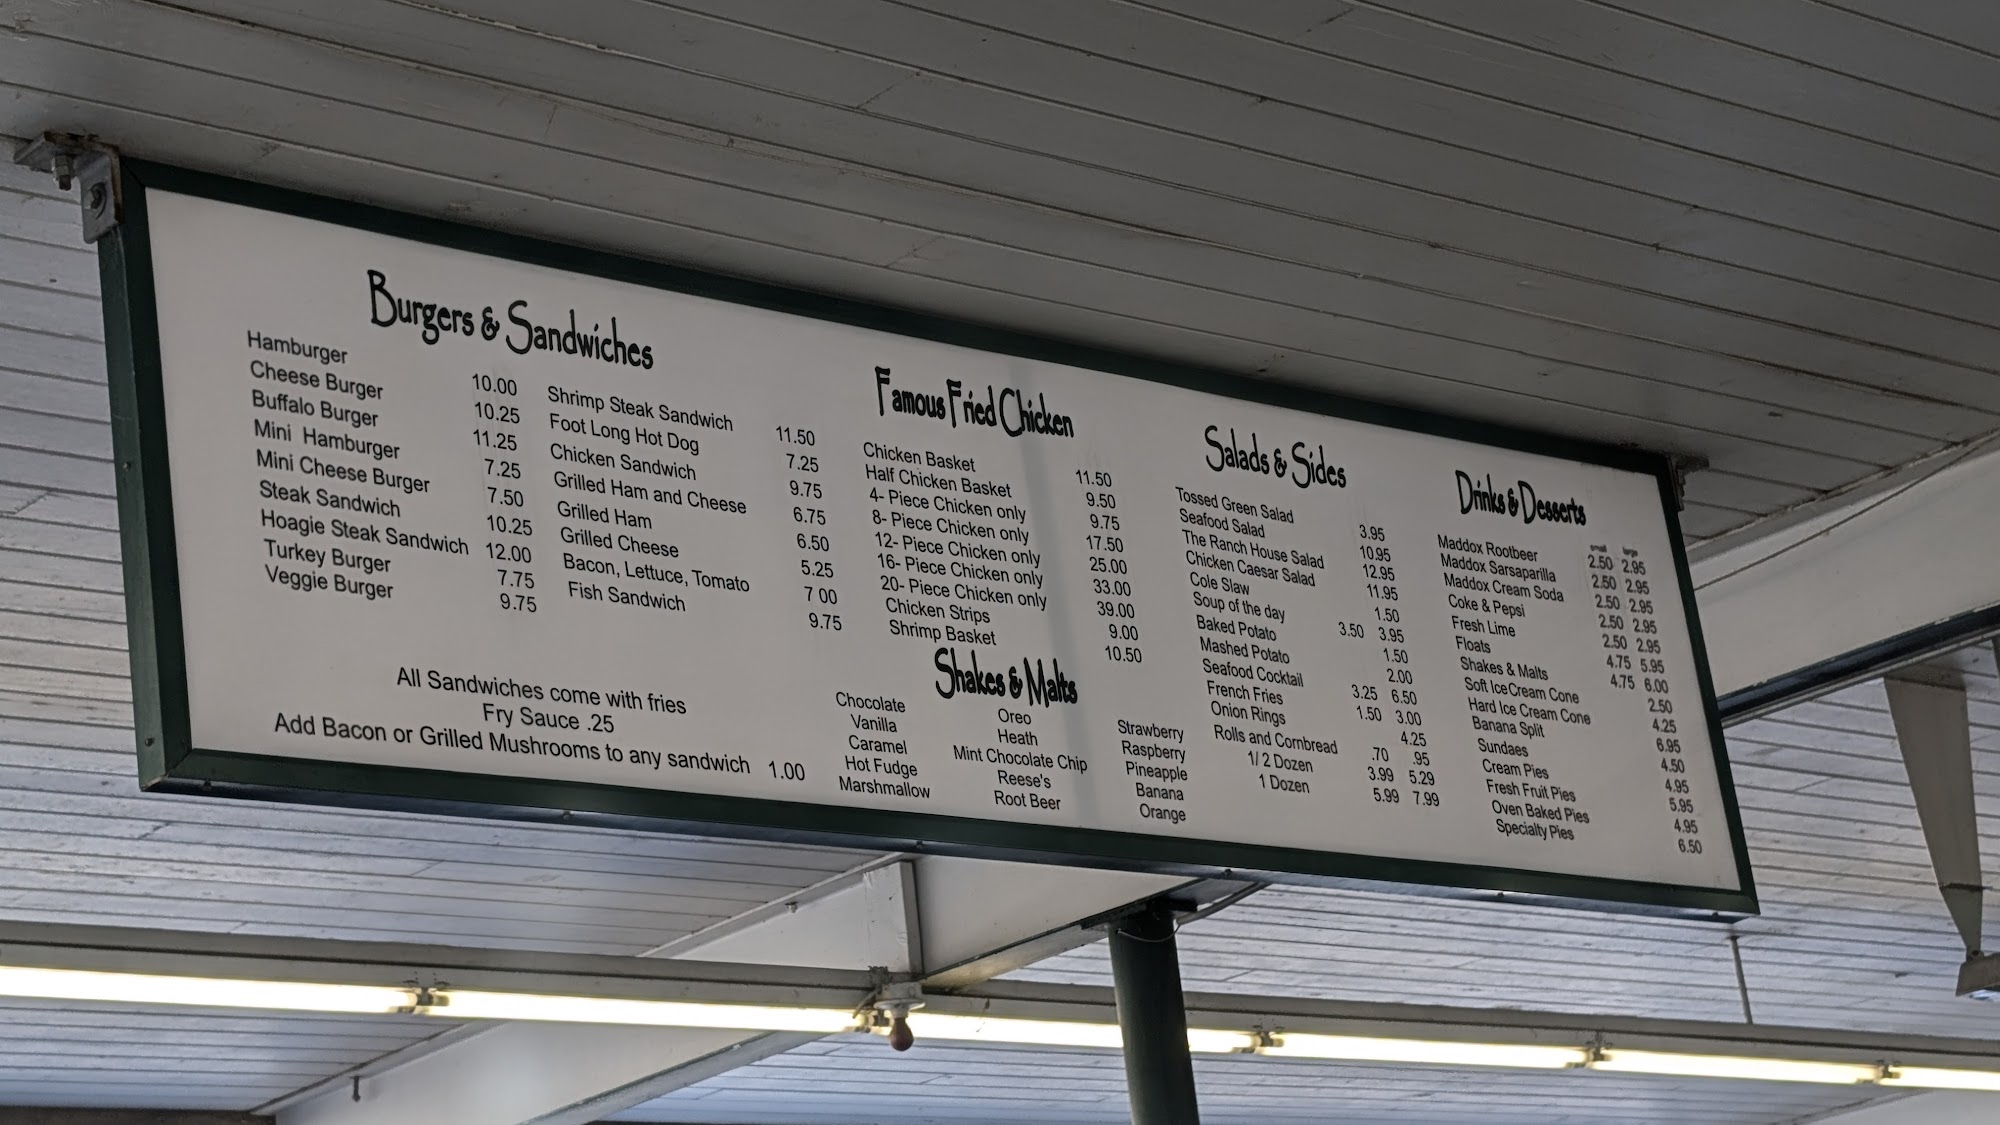 Burgers & Sandwiches
Hamburger 10.00
Cheese Burger 10.25
Buffalo Burger 11.25
Mini Hamburger 7.25
Mini Cheese Burger 7.50
Steak Sandwich 10.25
Hoagie Steak Sandwich 12.00
Turkey Burger 7.75
Veggie Burger 9.75
Shrimp Steak Sandwich 11.50
Foot Long Hot Dog 7.25
Chicken Sandwich 9.75
Grilled Ham and Cheese 6.75
Grilled Ham 6.50
Grilled Cheese 5.25
Bacon, Lettuce, Tomato 7 00
Fish Sandwich 9.75
All Sandwiches come with fries
Fry Sauce .25
Add Bacon or Grilled Mushrooms to any sandwich 1.00
Famous Fried Chicken
Chicken Basket 11.50
Half Chicken Basket 9.50
4- Piece Chicken only 9.75
8- Piece Chicken only 17.50
12- Piece Chicken only 25.00
16- Piece Chicken only 33.00
20- Piece Chicken only 39.00
Chicken Strips 9.00
Shrimp Basket 10.50
Shakes & Malts
Chocolate
Vanilla
Caramel
Hot Fudge
Marshmallow
Oreo
Heath
Mint Chocolate Chip
Reese's
Root Beer
Strawberry
Raspberry
Pineapple
Banana
Orange
Salads & Sides
Tossed Green Salad 3.95
Seafood Salad 10.95
The Ranch House Salad 12.95
Chicken Caesar Salad 11.95
Cole Slaw 1.50
Soup of the day 3.50 3.95
Baked Potato 1.50
Mashed Potato 2.00
Seafood Cocktail 3.25 6.50
French Fries 1.50 3.00
Onion Rings 4.25
Rolls and Cornbread .70 .95
1/ 2 Dozen 3.99 5.29
1 Dozen 5.99 7.99
Drinks & Desserts
small large
Maddox Rootbeer 2.50 2.95
Maddox Sarsaparilla 2.50 2.95
Maddox Cream Soda 2.50 2.95
Coke & Pepsi 2.50 2.95
Fresh Lime 2.50 2.95
Floats 4.75 5.95
Shakes & Malts 4.75 6.00
Soft Ice Cream Cone 2.50
Hard Ice Cream Cone 4.25
Banana Split 6.95
Sundaes 4.50
Cream Pies 4.95
Fresh Fruit Pies 5.95
Oven Baked Pies 4.95
Specialty Pies 6.50